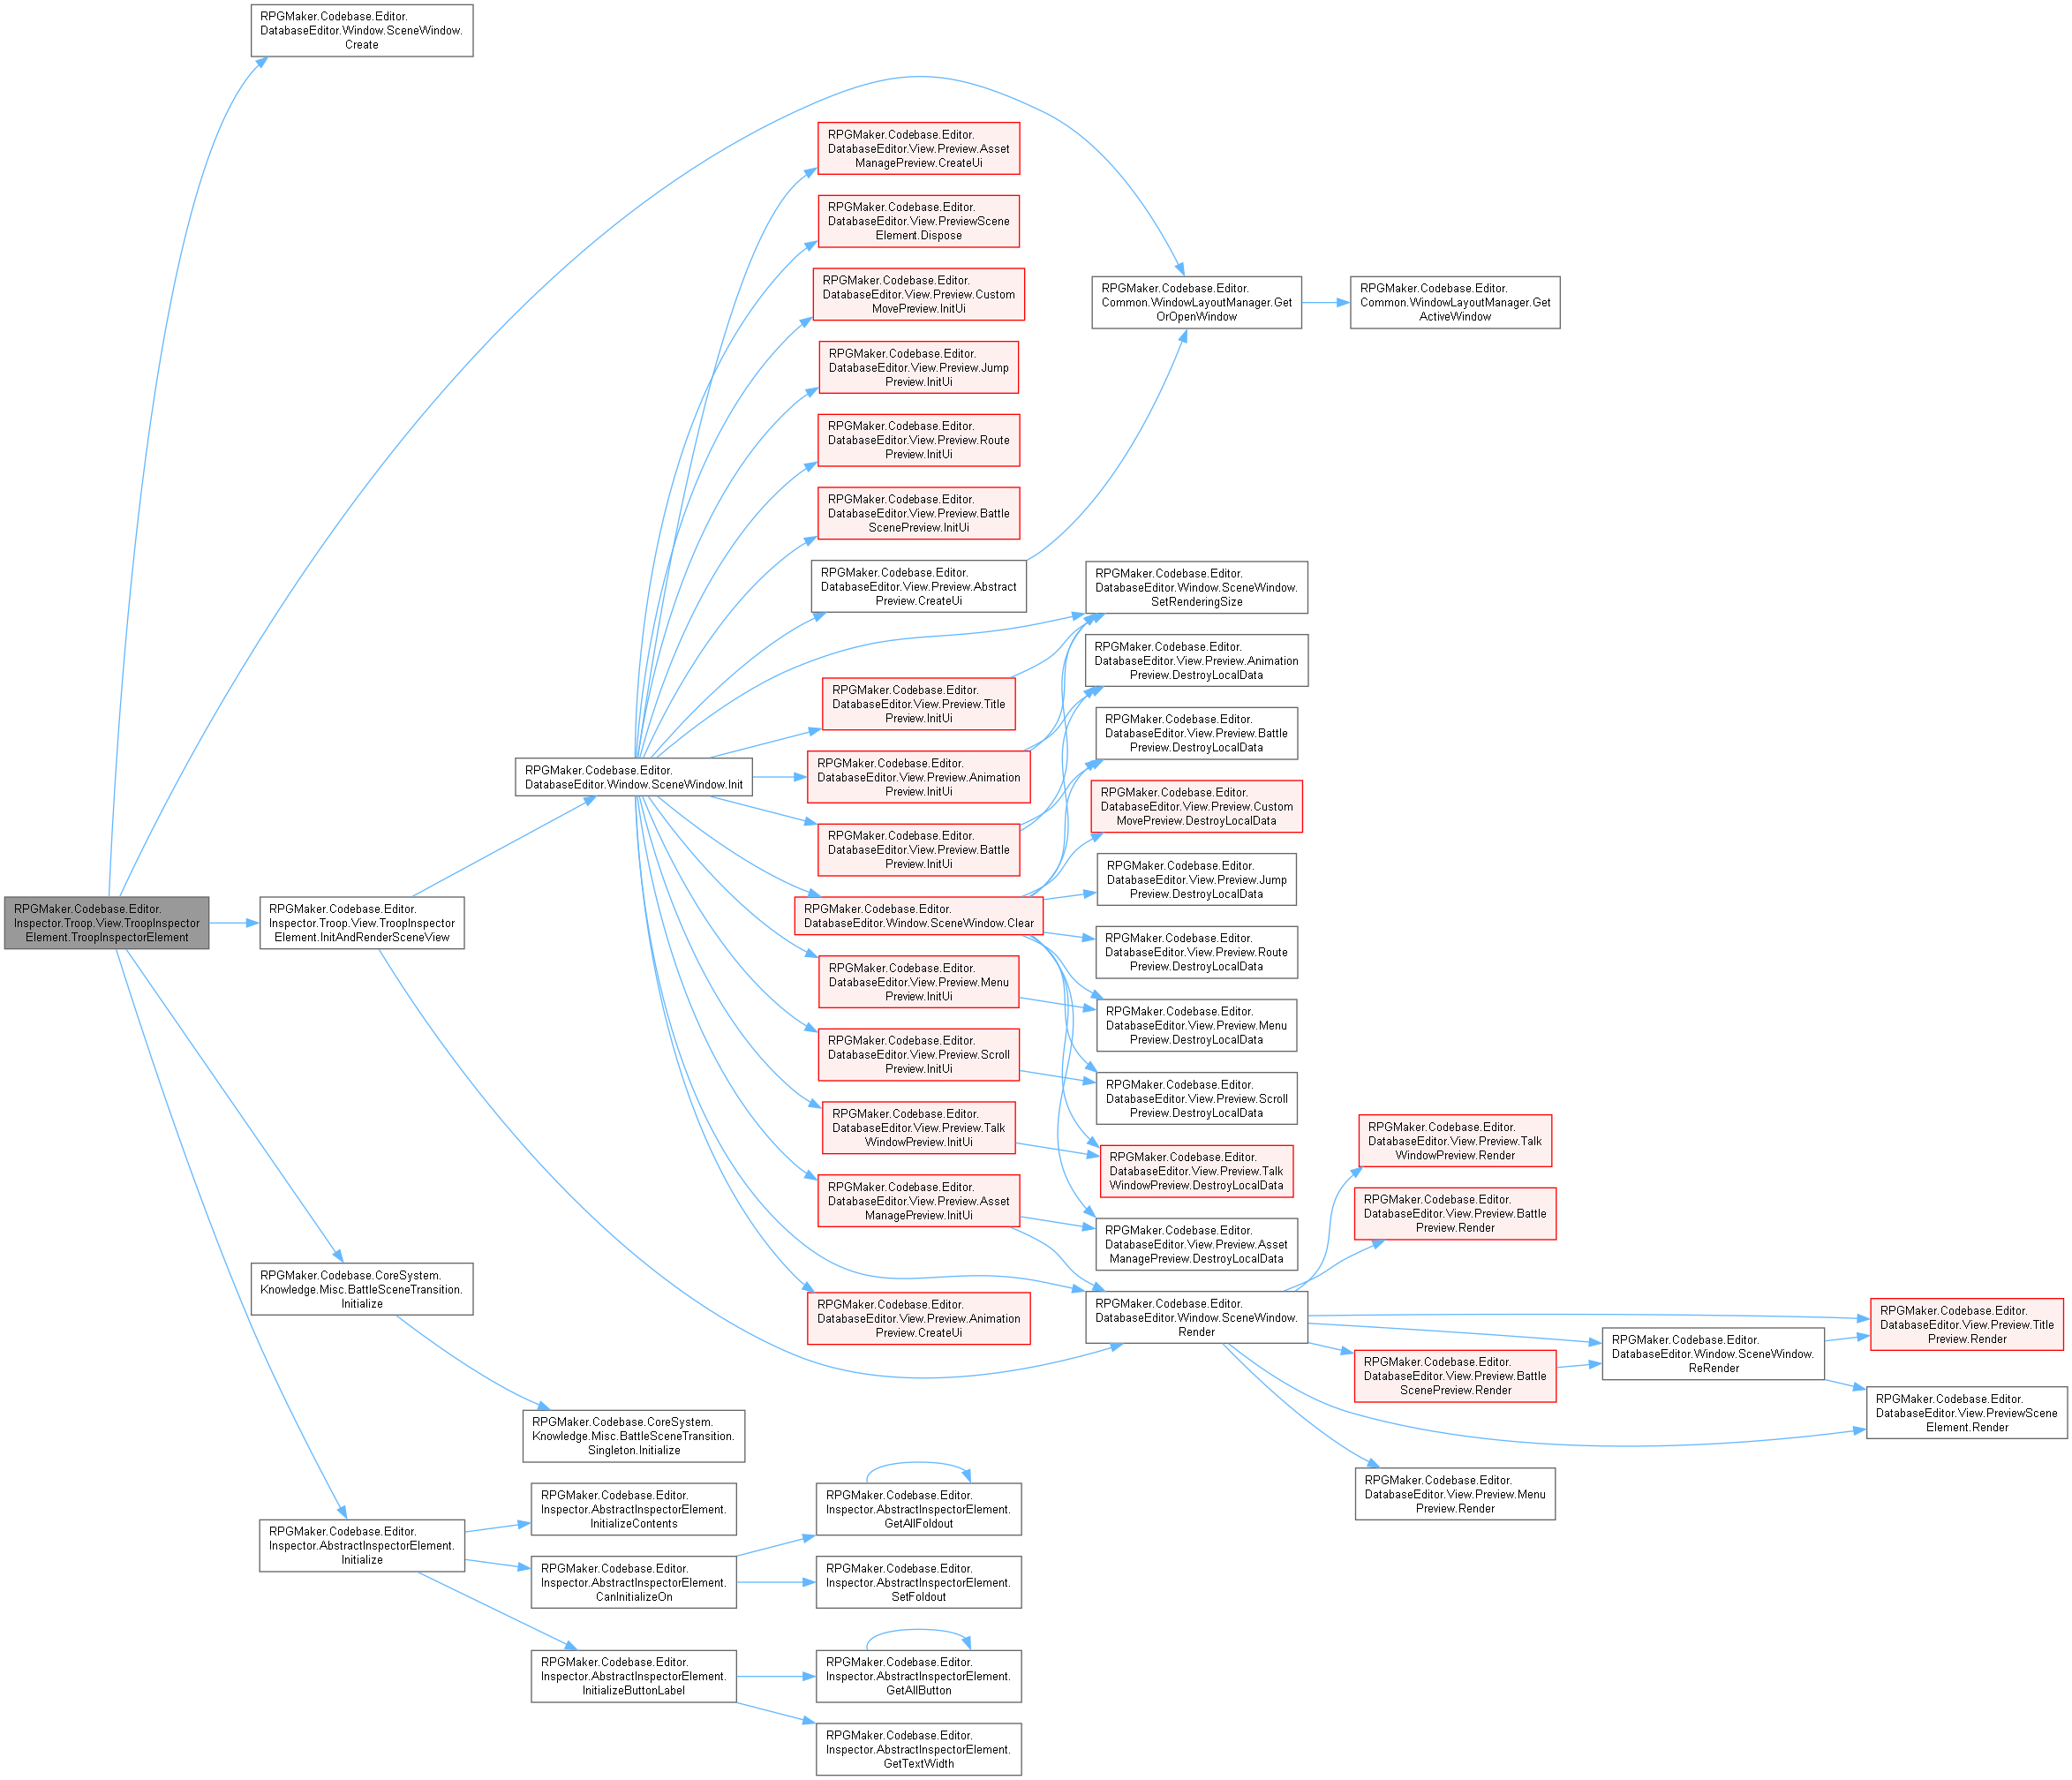 RPGMaker.Codebase.Editor.
DatabaseEditor.Window.SceneWindow.
Create
RPGMaker.Codebase.Editor.
DatabaseEditor.View.Preview.Asset
ManagePreview.CreateUi
RPGMaker.Codebase.Editor.
DatabaseEditor.View.PreviewScene
Element.Dispose
RPGMaker.Codebase.Editor.
DatabaseEditor.View.Preview.Custom
MovePreview.InitUi
RPGMaker.Codebase.Editor.
Common.WindowLayoutManager.Get
OrOpenWindow
RPGMaker.Codebase.Editor.
Common.WindowLayoutManager.Get
ActiveWindow
RPGMaker.Codebase.Editor.
DatabaseEditor.View.Preview.Jump
Preview.InitUi
RPGMaker.Codebase.Editor.
DatabaseEditor.View.Preview.Route
Preview.InitUi
RPGMaker.Codebase.Editor.
DatabaseEditor.View.Preview.Battle
ScenePreview.InitUi
RPGMaker.Codebase.Editor.
DatabaseEditor.View.Preview.Abstract
Preview.CreateUi
RPGMaker.Codebase.Editor.
DatabaseEditor.Window.SceneWindow.
SetRenderingSize
RPGMaker.Codebase.Editor.
DatabaseEditor.View.Preview.Animation
Preview.DestroyLocalData
RPGMaker.Codebase.Editor.
DatabaseEditor.View.Preview.Title
Preview.InitUi
RPGMaker.Codebase.Editor.
DatabaseEditor.View.Preview.Battle
Preview.DestroyLocalData
RPGMaker.Codebase.Editor.
DatabaseEditor.Window.SceneWindow.Init
RPGMaker.Codebase.Editor.
DatabaseEditor.View.Preview.Animation
Preview.InitUi
RPGMaker.Codebase.Editor.
DatabaseEditor.View.Preview.Custom
MovePreview.DestroyLocalData
RPGMaker.Codebase.Editor.
DatabaseEditor.View.Preview.Battle
Preview.InitUi
RPGMaker.Codebase.Editor.
DatabaseEditor.View.Preview.Jump
Preview.DestroyLocalData
RPGMaker.Codebase.Editor.
Inspector.Troop.View.TroopInspector
Element.TroopInspectorElement
RPGMaker.Codebase.Editor.
Inspector.Troop.View.TroopInspector
Element.InitAndRenderSceneView
RPGMaker.Codebase.Editor.
DatabaseEditor.Window.SceneWindow.Clear
RPGMaker.Codebase.Editor.
DatabaseEditor.View.Preview.Route
Preview.DestroyLocalData
RPGMaker.Codebase.Editor.
DatabaseEditor.View.Preview.Menu
Preview.InitUi
RPGMaker.Codebase.Editor.
DatabaseEditor.View.Preview.Menu
Preview.DestroyLocalData
RPGMaker.Codebase.Editor.
DatabaseEditor.View.Preview.Scroll
Preview.InitUi
RPGMaker.Codebase.Editor.
DatabaseEditor.View.Preview.Scroll
Preview.DestroyLocalData
RPGMaker.Codebase.Editor.
DatabaseEditor.View.Preview.Talk
WindowPreview.InitUi
RPGMaker.Codebase.Editor.
DatabaseEditor.View.Preview.Talk
WindowPreview.Render
RPGMaker.Codebase.Editor.
DatabaseEditor.View.Preview.Talk
WindowPreview.DestroyLocalData
RPGMaker.Codebase.Editor.
DatabaseEditor.View.Preview.Asset
ManagePreview.InitUi
RPGMaker.Codebase.Editor.
DatabaseEditor.View.Preview.Battle
Preview.Render
RPGMaker.Codebase.Editor.
DatabaseEditor.View.Preview.Asset
ManagePreview.DestroyLocalData
RPGMaker.Codebase.CoreSystem.
Knowledge.Misc.BattleSceneTransition.
Initialize
RPGMaker.Codebase.Editor.
DatabaseEditor.View.Preview.Animation
Preview.CreateUi
RPGMaker.Codebase.Editor.
DatabaseEditor.Window.SceneWindow.
Render
RPGMaker.Codebase.Editor.
DatabaseEditor.View.Preview.Title
Preview.Render
RPGMaker.Codebase.Editor.
DatabaseEditor.Window.SceneWindow.
ReRender
RPGMaker.Codebase.Editor.
DatabaseEditor.View.Preview.Battle
ScenePreview.Render
RPGMaker.Codebase.Editor.
DatabaseEditor.View.PreviewScene
Element.Render
RPGMaker.Codebase.CoreSystem.
Knowledge.Misc.BattleSceneTransition.
Singleton.Initialize
RPGMaker.Codebase.Editor.
DatabaseEditor.View.Preview.Menu
Preview.Render
RPGMaker.Codebase.Editor.
Inspector.AbstractInspectorElement.
InitializeContents
RPGMaker.Codebase.Editor.
Inspector.AbstractInspectorElement.
GetAllFoldout
RPGMaker.Codebase.Editor.
Inspector.AbstractInspectorElement.
Initialize
RPGMaker.Codebase.Editor.
Inspector.AbstractInspectorElement.
CanInitializeOn
RPGMaker.Codebase.Editor.
Inspector.AbstractInspectorElement.
SetFoldout
RPGMaker.Codebase.Editor.
Inspector.AbstractInspectorElement.
InitializeButtonLabel
RPGMaker.Codebase.Editor.
Inspector.AbstractInspectorElement.
GetAllButton
RPGMaker.Codebase.Editor.
Inspector.AbstractInspectorElement.
GetTextWidth